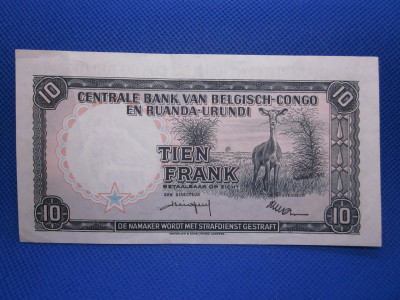 10 CENTRALE BANK VAN BELGISCH-CONGO 10
EN RUANDA-URUNDI
TIEN
FRANK
BETAALBAAR OP ZICHT
10 10
DE NAMAKER WORDT MET STRAFDIENST GESTRAFT.